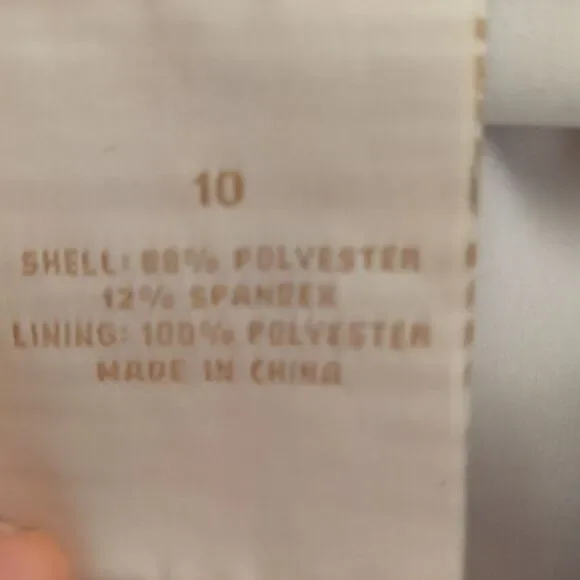 10
SHELL: 88% POLYESTER
12% SPANDEX
LINING: 100% POLYESTER
MADE IN CHINA